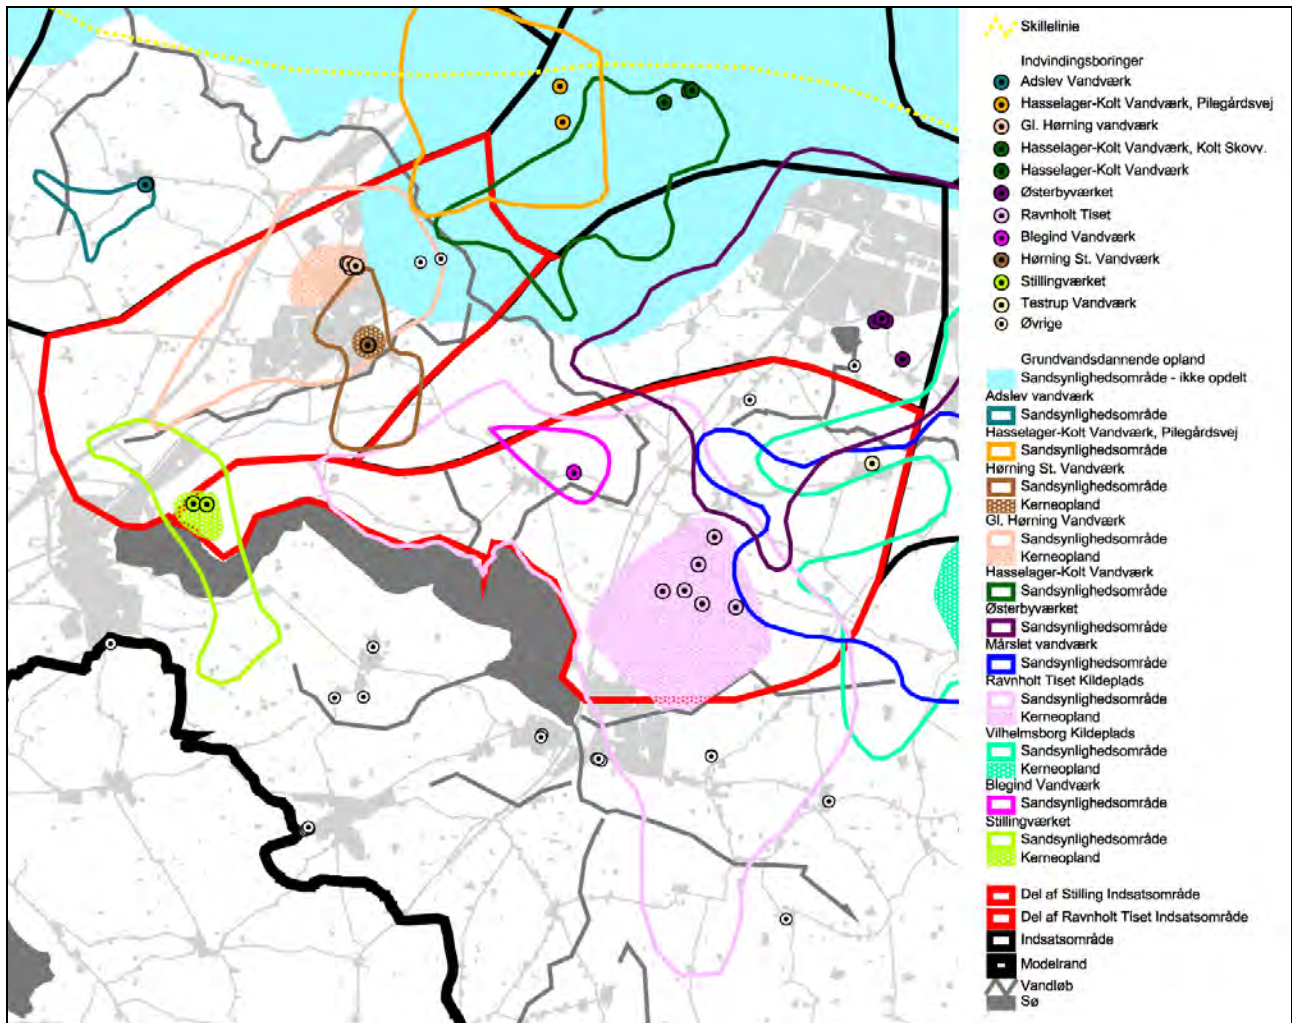 Skillelinie
Indvindingsboringer
Adslev Vandværk
Hasselager-Kolt Vandværk, Pilegårdsvej
Gl. Hørning vandværk
Hasselager-Kolt Vandværk, Kolt Skovv.
Hasselager-Kolt Vandværk
Østerbyværket
Ravnholt Tiset
Blegind Vandværk
Hørning St. Vandværk
Stillingværket
Testrup Vandværk
Øvrige
Grundvandsdannende opland
Sandsynlighedsområde - ikke opdelt
Adslev vandværk
Sandsynlighedsområde
Hasselager-Kolt Vandværk, Pilegårdsvej
Sandsynlighedsområde
Hørning St. Vandværk
Sandsynlighedsområde
Kerneopland
Gl. Hørning Vandværk
Sandsynlighedsområde
Kerneopland
Hasselager-Kolt Vandværk
Sandsynlighedsområde
Østerbyværket
Sandsynlighedsområde
Mårslet vandværk
Sandsynlighedsområde
Ravnholt Tiset Kildeplads
Sandsynlighedsområde
Kerneopland
Vilhelmsborg Kildeplads
Sandsynlighedsområde
Kerneopland
Blegind Vandværk
Sandsynlighedsområde
Stillingværket
Sandsynlighedsområde
Kerneopland
Del af Stilling Indsatsområde
Del af Ravnholt Tiset Indsatsområde
Indsatsområde
Modelrand
Vandløb
Sø